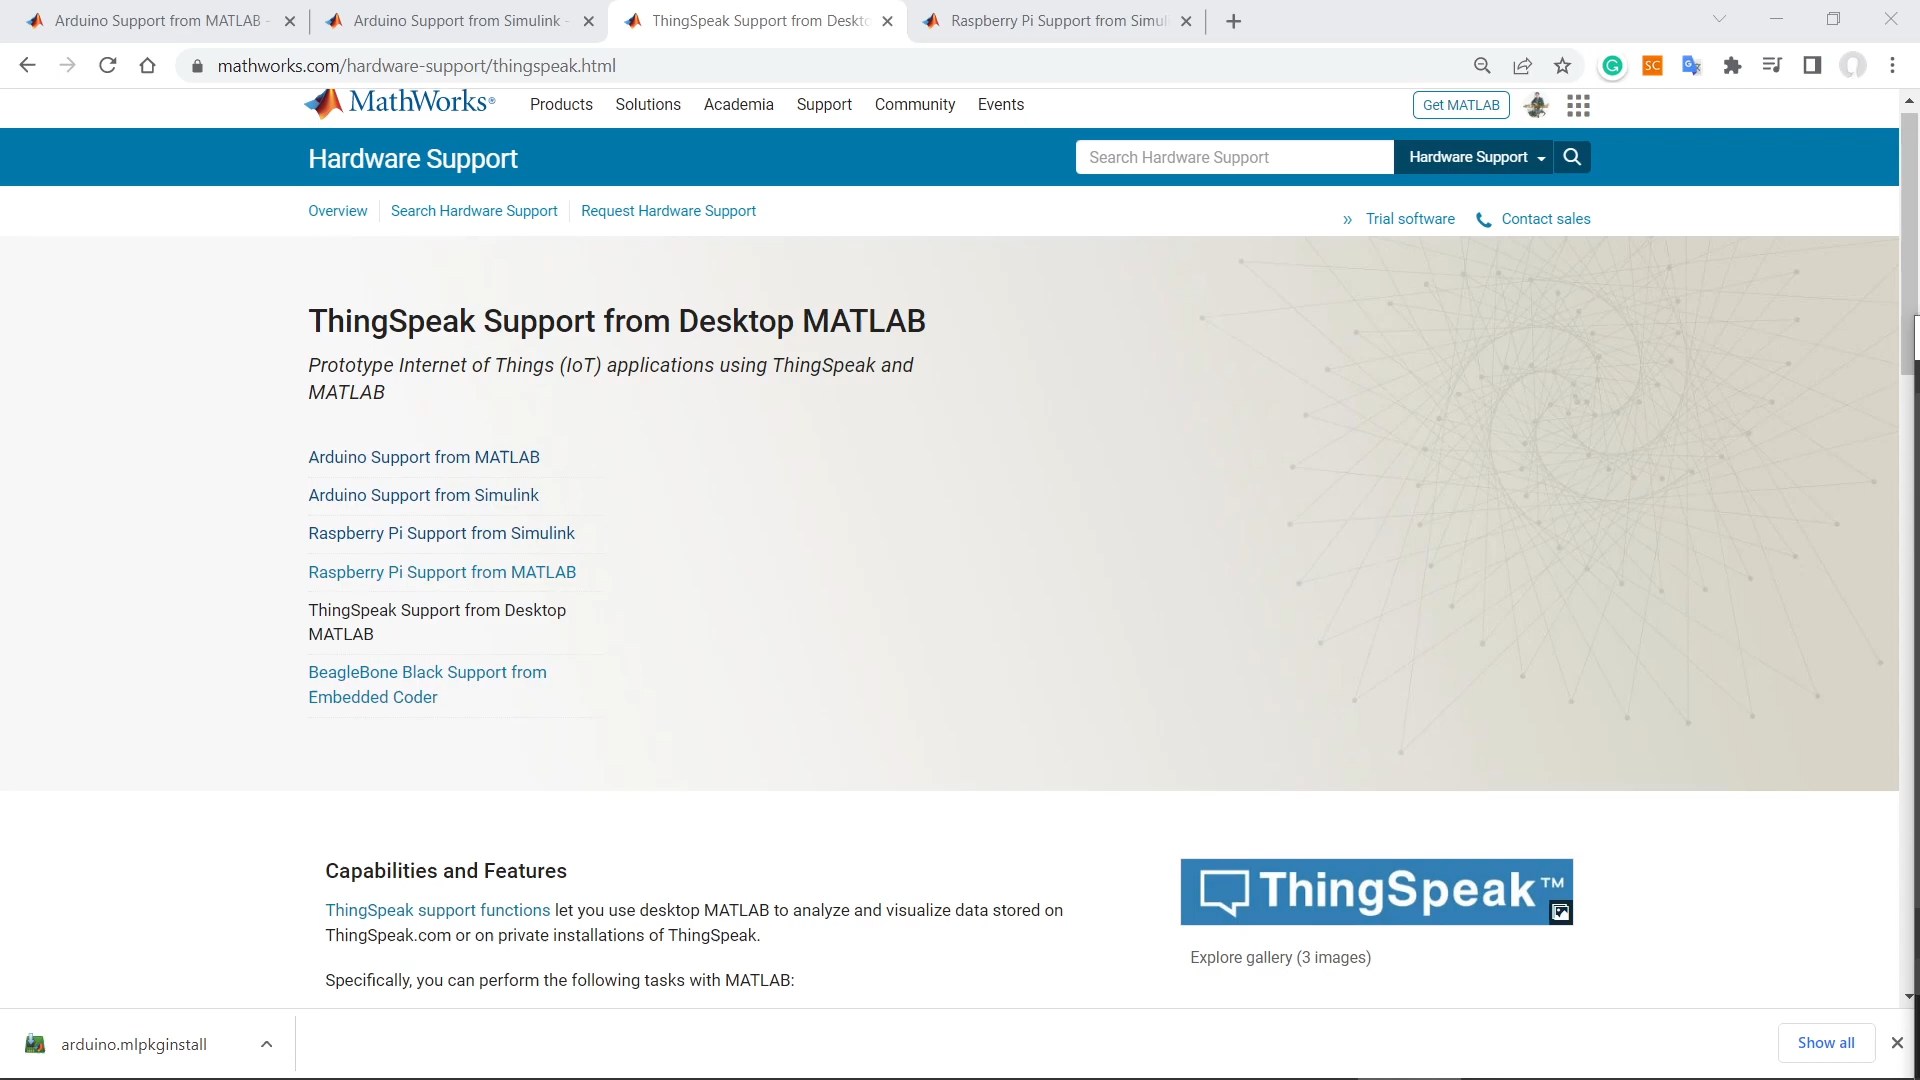 Arduino Support from MATLAB -
Arduino Support from Simulink -
ThingSpeak Support from Deskto
Raspberry Pi Support from Simul
mathworks.com/hardware-support/thingspeak.html
MathWorks®
Products
Solutions
Academia
Support
Community
Events
Get MATLAB
Hardware Support
Search Hardware Support
Hardware Support
Overview
Search Hardware Support
Request Hardware Support
» Trial software
Contact sales
ThingSpeak Support from Desktop MATLAB
Prototype Internet of Things (IoT) applications using ThingSpeak and
MATLAB
Arduino Support from MATLAB
Arduino Support from Simulink
Raspberry Pi Support from Simulink
Raspberry Pi Support from MATLAB
ThingSpeak Support from Desktop
MATLAB
BeagleBone Black Support from
Embedded Coder
Capabilities and Features
ThingSpeak support functions let you use desktop MATLAB to analyze and visualize data stored on
ThingSpeak.com or on private installations of ThingSpeak.
Specifically, you can perform the following tasks with MATLAB:
ThingSpeak™
Explore gallery (3 images)
arduino.mlpkginstall
Show all